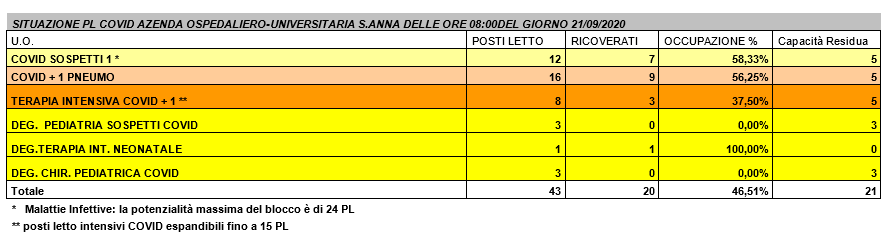 SITUAZIONE PL COVID AZENDA OSPEDALIERO-UNIVERSITARIA S.ANNA DELLE ORE 08:00DEL GIORNO 21/09/2020
U.O. POSTI LETTO RICOVERATI OCCUPAZIONE % Capacità Residua
COVID SOSPETTI 1 * 12 7 58,33% 5
COVID + 1 PNEUMO 16 9 56,25% 5
TERAPIA INTENSIVA COVID + 1 ** 8 3 37,50% 5
DEG. PEDIATRIA SOSPETTI COVID 3 0 0,00% 3
DEG.TERAPIA INT. NEONATALE 1 1 100,00% 0
DEG. CHIR. PEDIATRICA COVID 3 0 0,00% 3
Totale 43 20 46,51% 21
* Malattie Infettive: la potenzialità massima del blocco è di 24 PL
** posti letto intensivi COVID espandibili fino a 15 PL